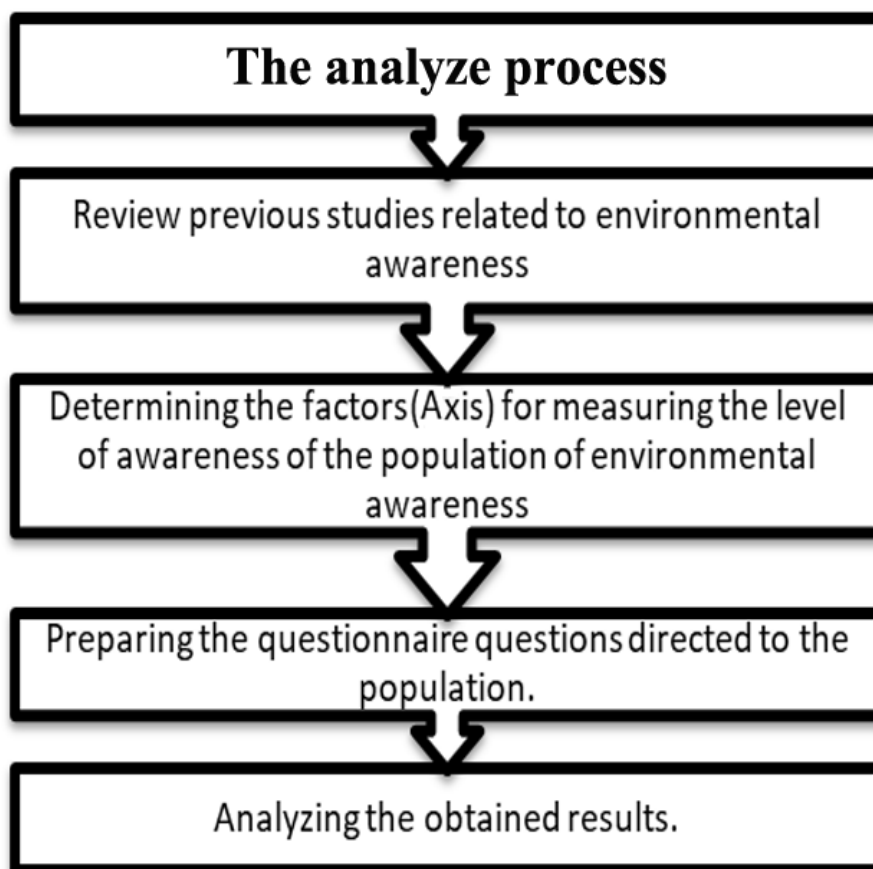 The analyze process
Review previous studies related to environmental
awareness
Determining the factors(Axis) for measuring the level
of awareness of the population of environmental
awareness
Preparing the questionnaire questions directed to the
population.
Analyzing the obtained results.